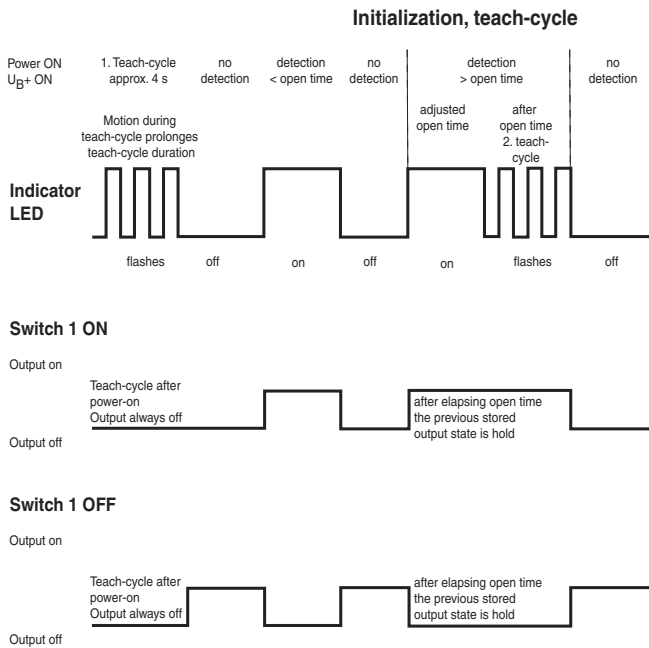 Initialization, teach-cycle
Power ON
UB+ ON
1. Teach-cycle
approx. 4 s
no
detection
detection
< open time
no
detection
detection
> open time
no
detection
Motion during
teach-cycle prolonges
teach-cycle duration
adjusted
open time
after
open time
2. teach-
cycle
Indicator
LED
flashes
off
on
off
on
flashes
off
Switch 1 ON
Output on
Teach-cycle after
power-on
Output always off
after elapsing open time
the previous stored
output state is hold
Output off
Switch 1 OFF
Output on
Teach-cycle after
power-on
Output always off
after elapsing open time
the previous stored
output state is hold
Output off